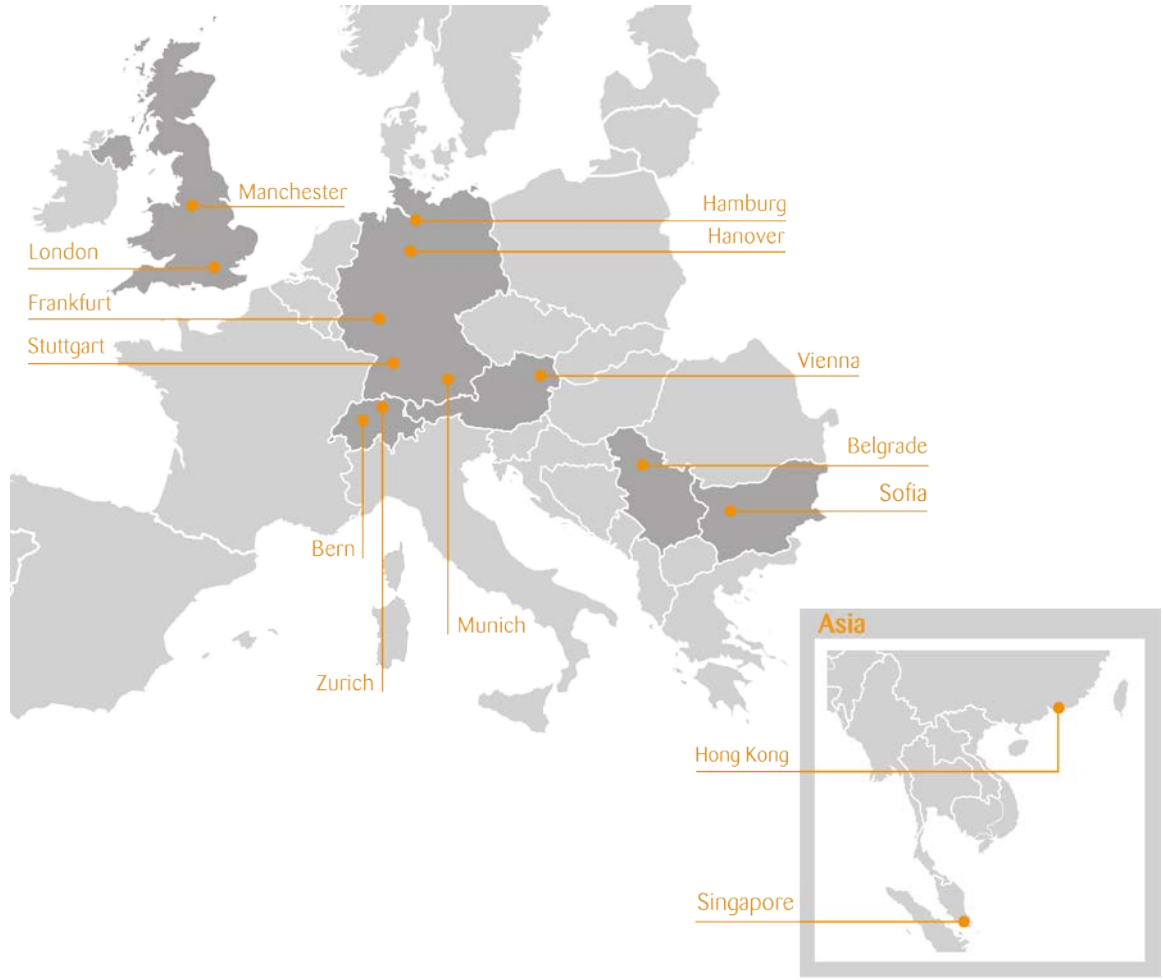 Manchester
Hamburg
Hanover
London
Frankfurt
Stuttgart
Vienna
Belgrade
Sofia
Bern
Munich
Zurich
Asia
Hong Kong
Singapore